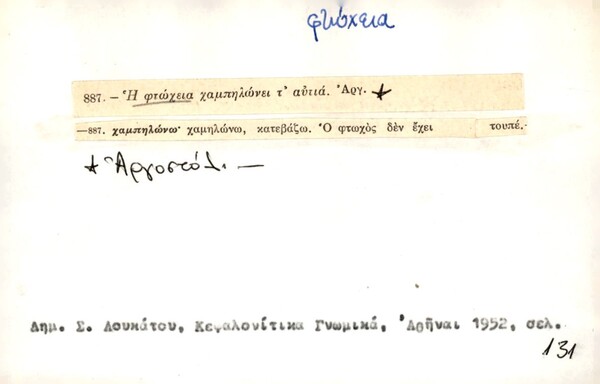 φτώχεια
887. – Ἡ φτώχεια χαμπηλώνει τ' αὐτιά. Ἀργ. *
—887. χαμπηλώνω· χαμηλώνω, κατεβάζω. Ὁ φτωχὸς δὲν ἔχει τουπέ.
* Ἀργοστόλ. —
Δημ. Σ. Λουκάτου, Κεφαλονίτικα Γνωμικά, Ἀθῆναι 1952, σελ.
131